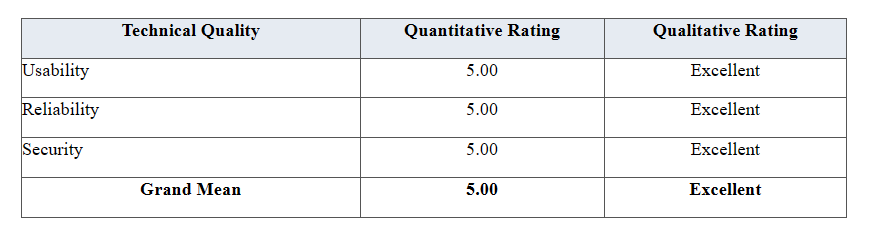 Technical Quality Quantitative Rating Qualitative Rating
Usability 5.00 Excellent
Reliability 5.00 Excellent
Security 5.00 Excellent
Grand Mean 5.00 Excellent